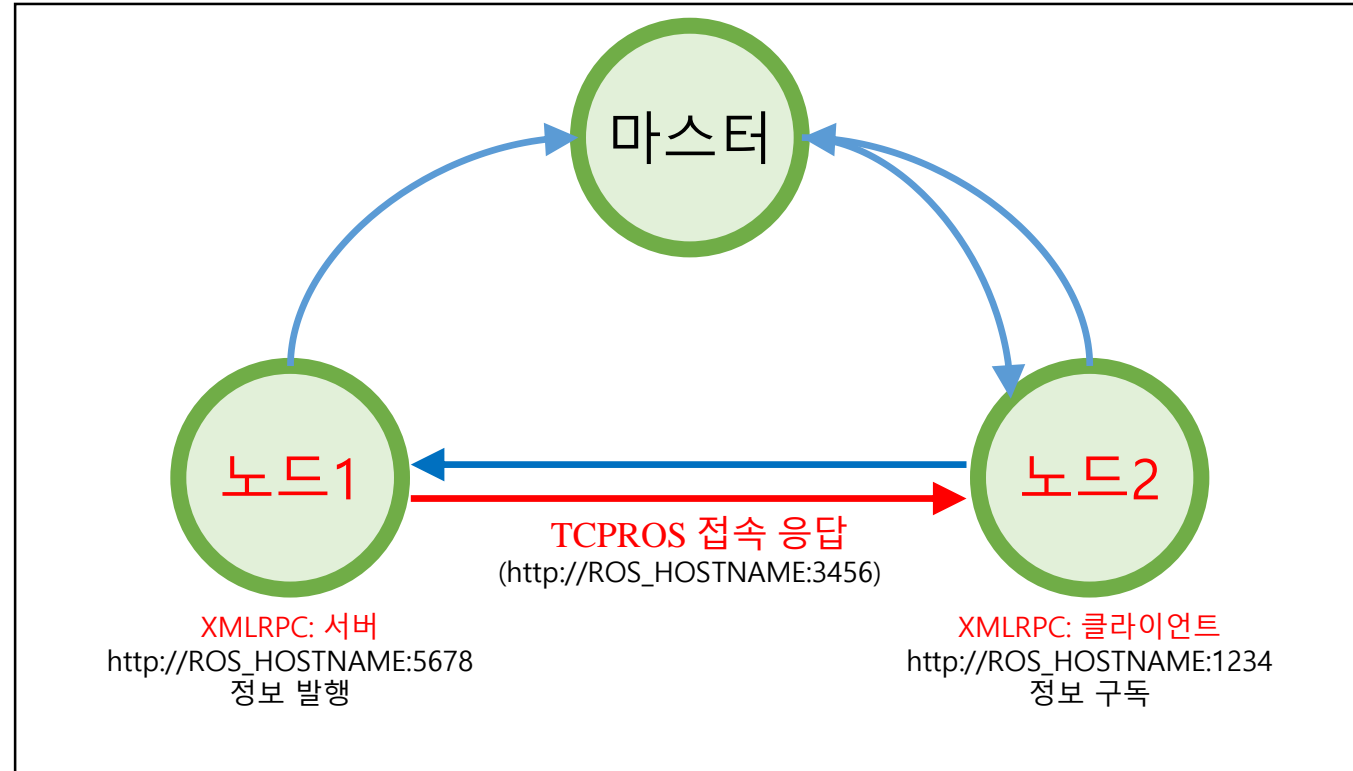 마스터
노드1
노드2
TCPROS 접속 응답
(http://ROS_HOSTNAME:3456)
XMLRPC: 서버
http://ROS_HOSTNAME:5678
정보 발행
XMLRPC: 클라이언트
http://ROS_HOSTNAME:1234
정보 구독